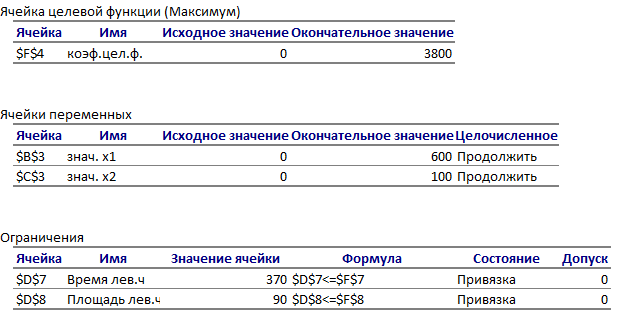 Ячейка целевой функции (Максимум)
Ячейка Имя Исходное значение Окончательное значение
$F$4 коэф.цел.ф. 0 3800
Ячейки переменных
Ячейка Имя Исходное значение Окончательное значение Целочисленное
$B$3 знач. x1 0 600 Продолжить
$C$3 знач. x2 0 100 Продолжить
Ограничения
Ячейка Имя Значение ячейки Формула Состояние Допуск
$D$7 Время лев.ч 370 $D$7<=$F$7 Привязка 0
$D$8 Площадь лев.ч 90 $D$8<=$F$8 Привязка 0